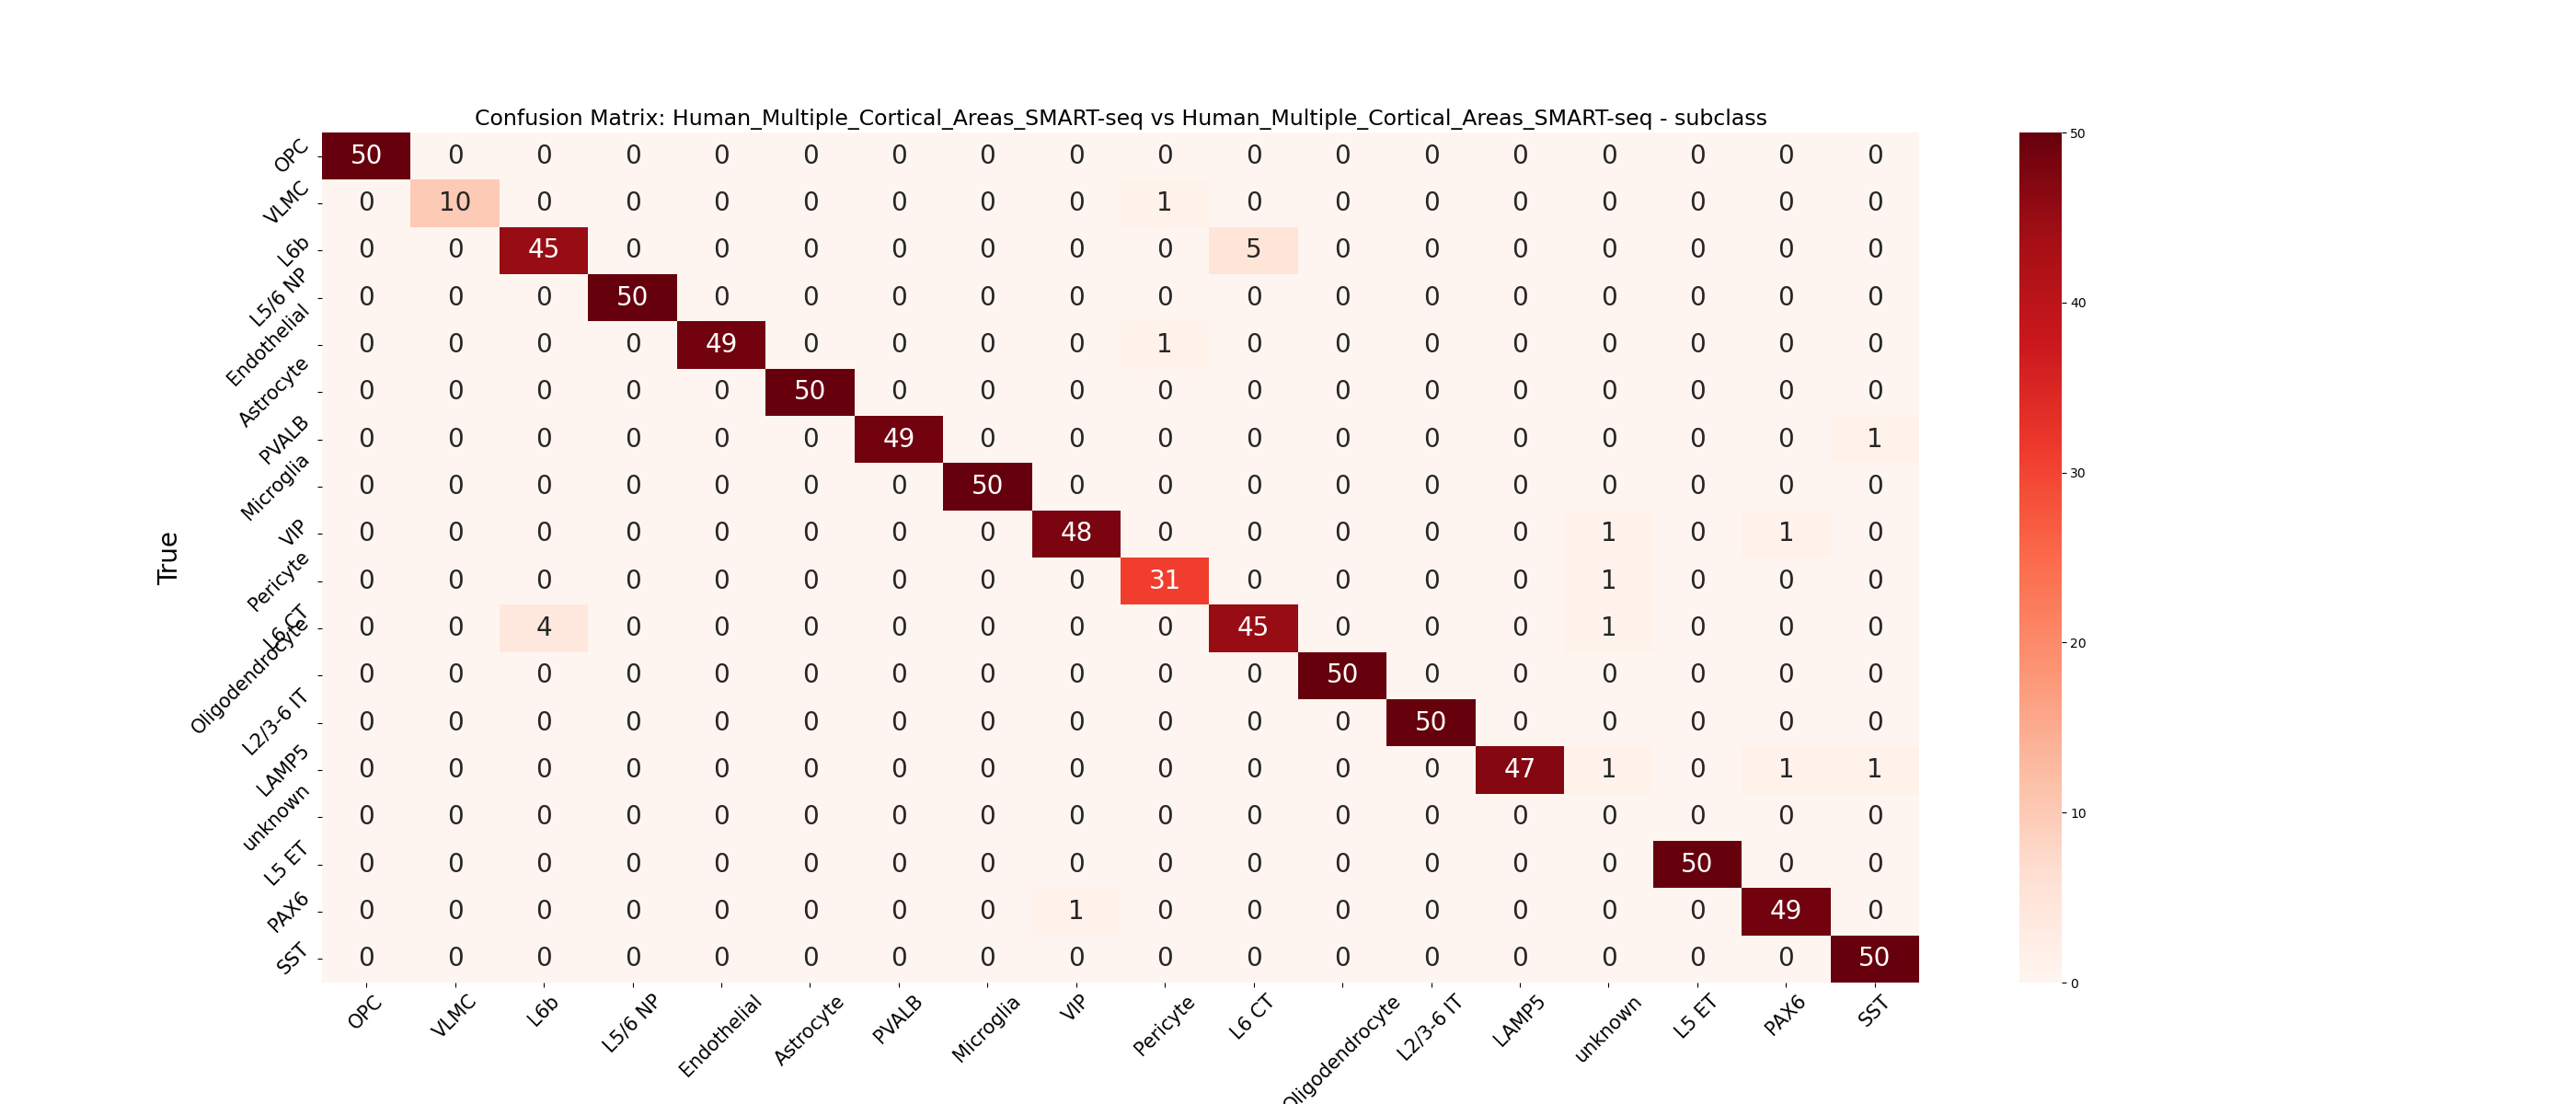 Confusion Matrix: Human_Multiple_Cortical_Areas_SMART-seq vs Human_Multiple_Cortical_Areas_SMART-seq - subclass
True
OPC 50 0 0 0 0 0 0 0 0 0 0 0 0 0 0 0 0 0
VLMC 0 10 0 0 0 0 0 0 0 1 0 0 0 0 0 0 0 0
L6b 0 0 45 0 0 0 0 0 0 0 5 0 0 0 0 0 0 0
L5/6 NP 0 0 0 50 0 0 0 0 0 0 0 0 0 0 0 0 0 0
Endothelial 0 0 0 0 49 0 0 0 0 1 0 0 0 0 0 0 0 0
Astrocyte 0 0 0 0 0 50 0 0 0 0 0 0 0 0 0 0 0 0
PVALB 0 0 0 0 0 0 49 0 0 0 0 0 0 0 0 0 0 1
Microglia 0 0 0 0 0 0 0 50 0 0 0 0 0 0 0 0 0 0
VIP 0 0 0 0 0 0 0 0 48 0 0 0 0 0 1 0 1 0
Pericyte 0 0 0 0 0 0 0 0 0 31 0 0 0 0 1 0 0 0
L6 CT 0 0 4 0 0 0 0 0 0 0 45 0 0 0 1 0 0 0
Oligodendrocyte 0 0 0 0 0 0 0 0 0 0 0 50 0 0 0 0 0 0
L2/3-6 IT 0 0 0 0 0 0 0 0 0 0 0 0 50 0 0 0 0 0
LAMP5 0 0 0 0 0 0 0 0 0 0 0 0 0 47 1 0 1 1
unknown 0 0 0 0 0 0 0 0 0 0 0 0 0 0 0 0 0 0
L5 ET 0 0 0 0 0 0 0 0 0 0 0 0 0 0 0 50 0 0
PAX6 0 0 0 0 0 0 0 0 1 0 0 0 0 0 0 0 49 0
SST 0 0 0 0 0 0 0 0 0 0 0 0 0 0 0 0 0 50
OPC VLMC L6b L5/6 NP Endothelial Astrocyte PVALB Microglia VIP Pericyte L6 CT Oligodendrocyte L2/3-6 IT LAMP5 unknown L5 ET PAX6 SST
50
40
30
20
10
0